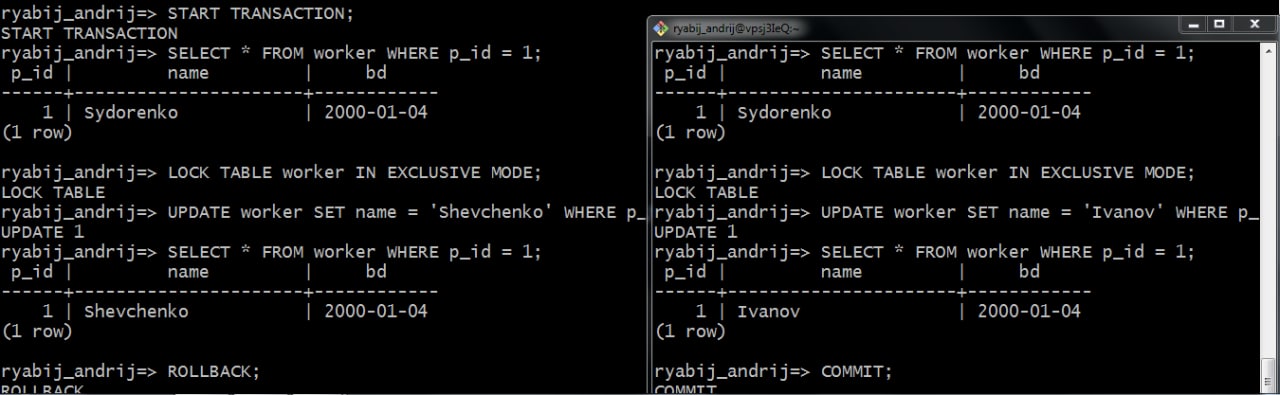 ryabij_andrij=> START TRANSACTION;
START TRANSACTION
ryabij_andrij=> SELECT * FROM worker WHERE p_id = 1;
 p_id |         name         |     bd
------+----------------------+------------
    1 | Sydorenko            | 2000-01-04
(1 row)
ryabij_andrij=> LOCK TABLE worker IN EXCLUSIVE MODE;
LOCK TABLE
ryabij_andrij=> UPDATE worker SET name = 'Shevchenko' WHERE p_
UPDATE 1
ryabij_andrij=> SELECT * FROM worker WHERE p_id = 1;
 p_id |         name         |     bd
------+----------------------+------------
    1 | Shevchenko           | 2000-01-04
(1 row)
ryabij_andrij=> ROLLBACK;
ROLLBACK
ryabij_andrij@vpsj3IeQ:~
ryabij_andrij=> SELECT * FROM worker WHERE p_id = 1;
 p_id |         name         |     bd
------+----------------------+------------
    1 | Sydorenko            | 2000-01-04
(1 row)
ryabij_andrij=> LOCK TABLE worker IN EXCLUSIVE MODE;
LOCK TABLE
ryabij_andrij=> UPDATE worker SET name = 'Ivanov' WHERE p_
UPDATE 1
ryabij_andrij=> SELECT * FROM worker WHERE p_id = 1;
 p_id |         name         |     bd
------+----------------------+------------
    1 | Ivanov               | 2000-01-04
(1 row)
ryabij_andrij=> COMMIT;
COMMIT